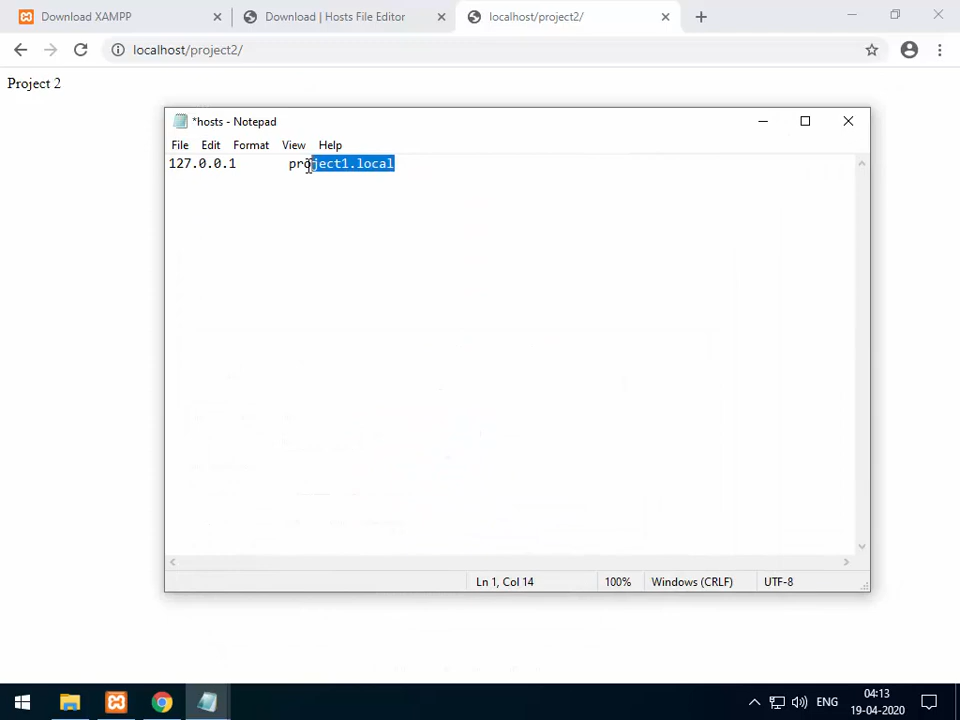 Download XAMPP
Download | Hosts File Editor
localhost/project2/
localhost/project2/
Project 2
*hosts - Notepad
File Edit Format View Help
127.0.0.1 project1.local
Ln 1, Col 14 100% Windows (CRLF) UTF-8
ENG
04:13
19-04-2020